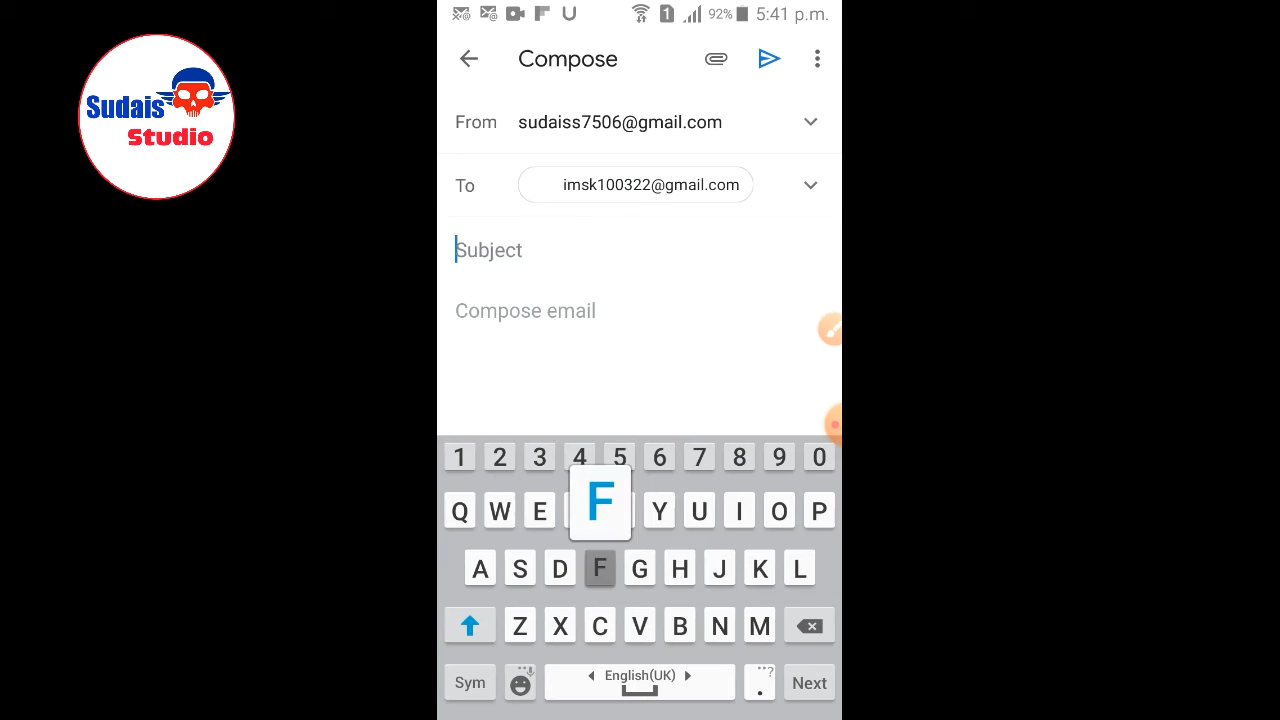 Sudais
Studio
1 92% 5:41 p.m.
Compose
From sudaiss7506@gmail.com
To imsk100322@gmail.com
Subject
Compose email
1 2 3 4 5 6 7 8 9 0
F
Q W E Y U I O P
A S D F G H J K L
Z X C V B N M
Sym English(UK) . Next